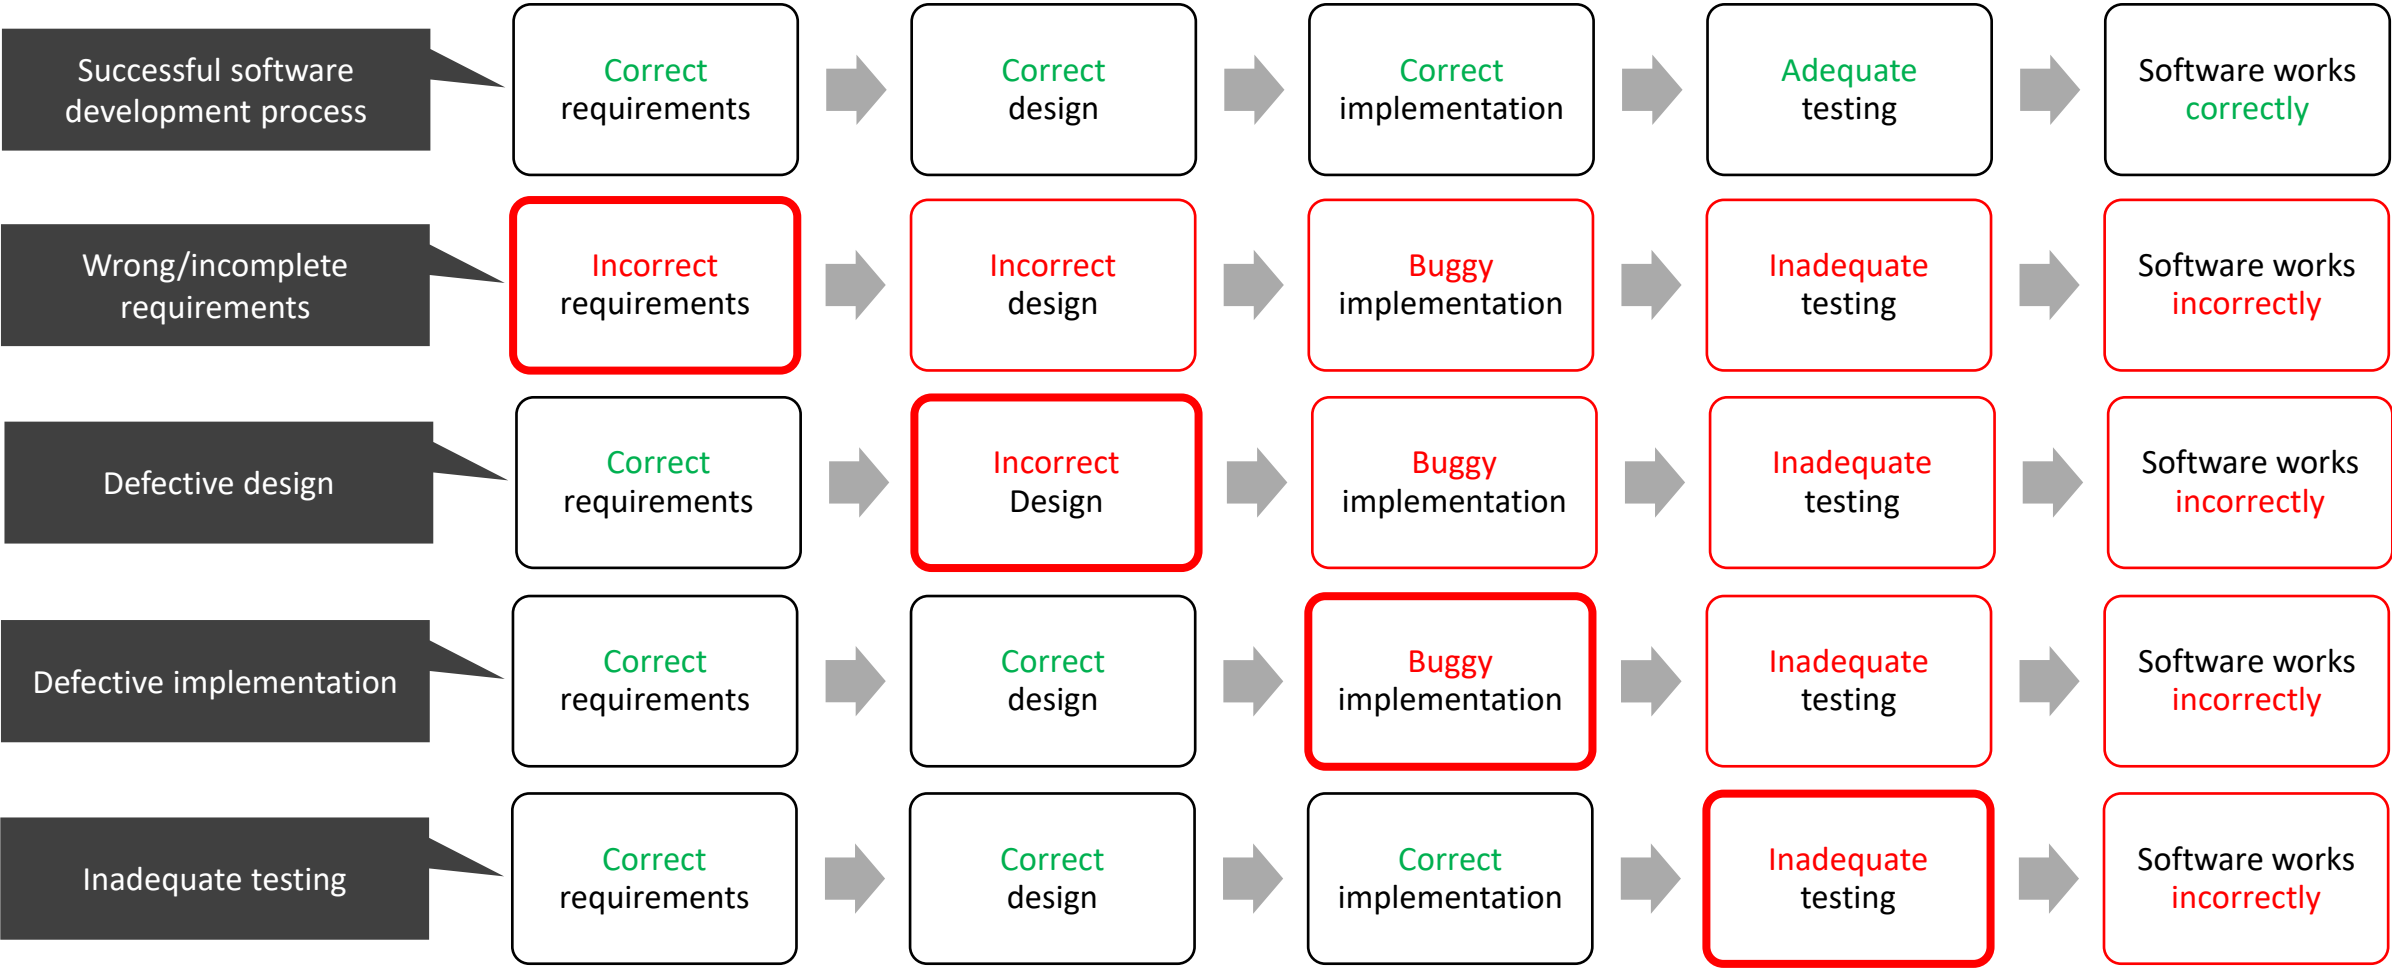 Successful software
development process
Correct
requirements
Correct
design
Correct
implementation
Adequate
testing
Software works
correctly
Wrong/incomplete
requirements
Incorrect
requirements
Incorrect
design
Buggy
implementation
Inadequate
testing
Software works
incorrectly
Defective design
Correct
requirements
Incorrect
Design
Buggy
implementation
Inadequate
testing
Software works
incorrectly
Defective implementation
Correct
requirements
Correct
design
Buggy
implementation
Inadequate
testing
Software works
incorrectly
Inadequate testing
Correct
requirements
Correct
design
Correct
implementation
Inadequate
testing
Software works
incorrectly